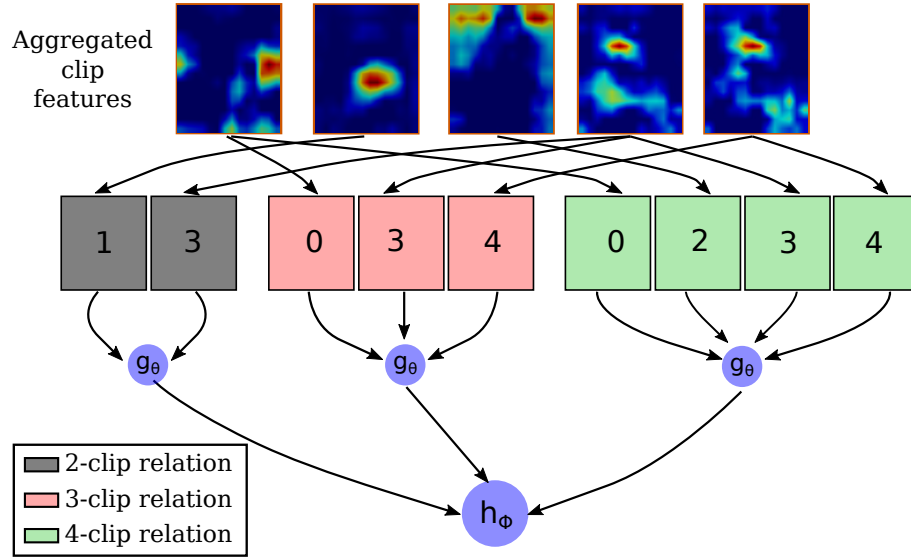 Aggregated
clip
features
1 3 0 3 4 0 2 3 4
gθ gθ gθ
2-clip relation
3-clip relation
4-clip relation
hΦ